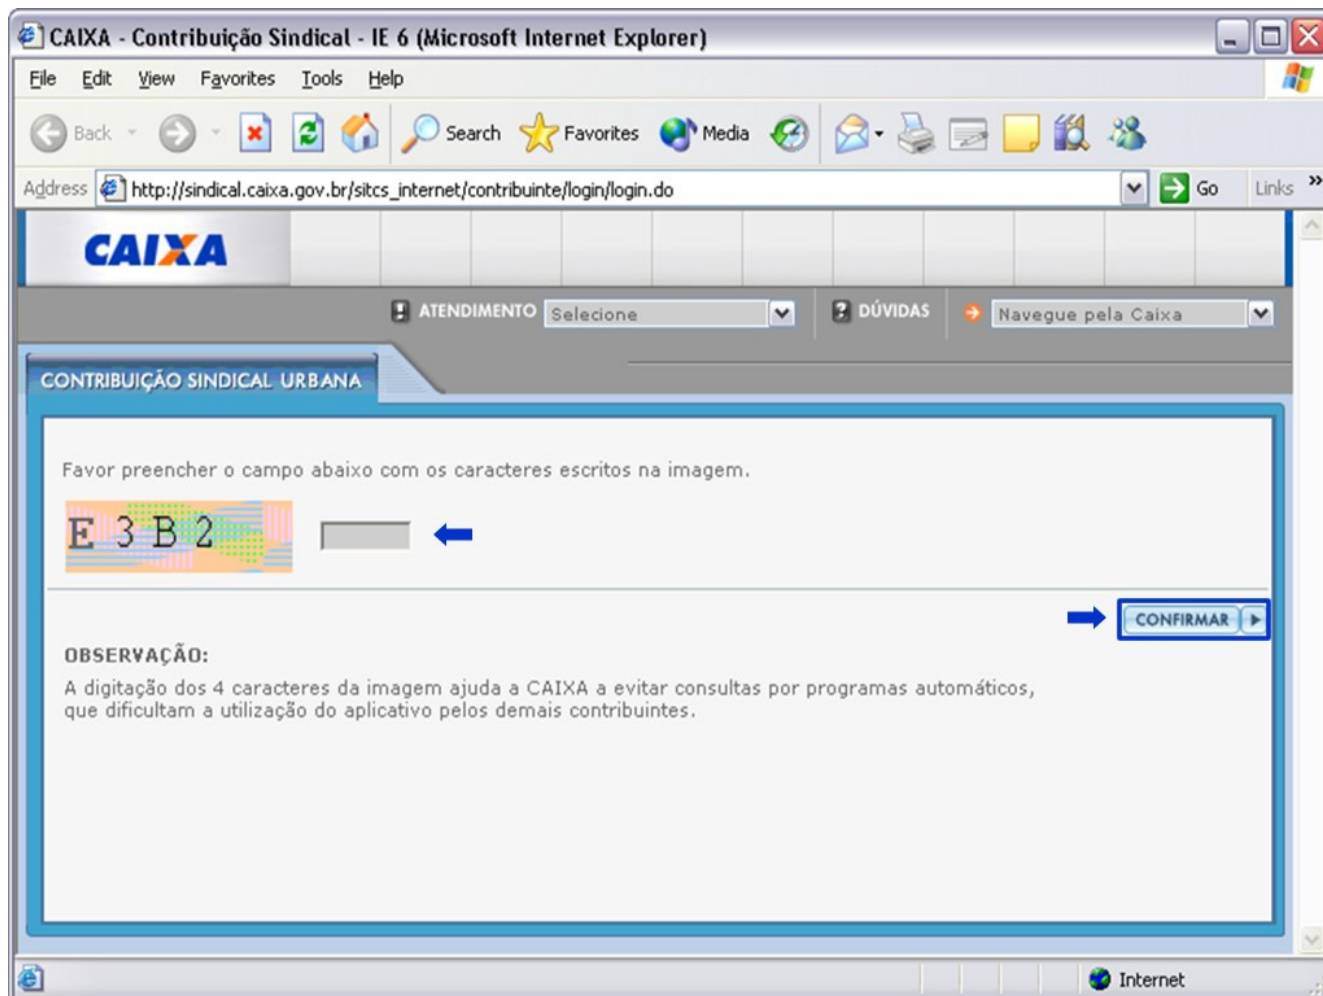 CAIXA - Contribuição Sindical - IE 6 (Microsoft Internet Explorer)
File Edit View Favorites Tools Help
Back Search Favorites Media
Address http://sindical.caixa.gov.br/sitcs_internet/contribuinte/login/login.do Go Links »
CAIXA
ATENDIMENTO Selecione DÚVIDAS Navegue pela Caixa
CONTRIBUIÇÃO SINDICAL URBANA
Favor preencher o campo abaixo com os caracteres escritos na imagem.
E 3 B 2
CONFIRMAR
OBSERVAÇÃO:
A digitação dos 4 caracteres da imagem ajuda a CAIXA a evitar consultas por programas automáticos,
que dificultam a utilização do aplicativo pelos demais contribuintes.
Internet